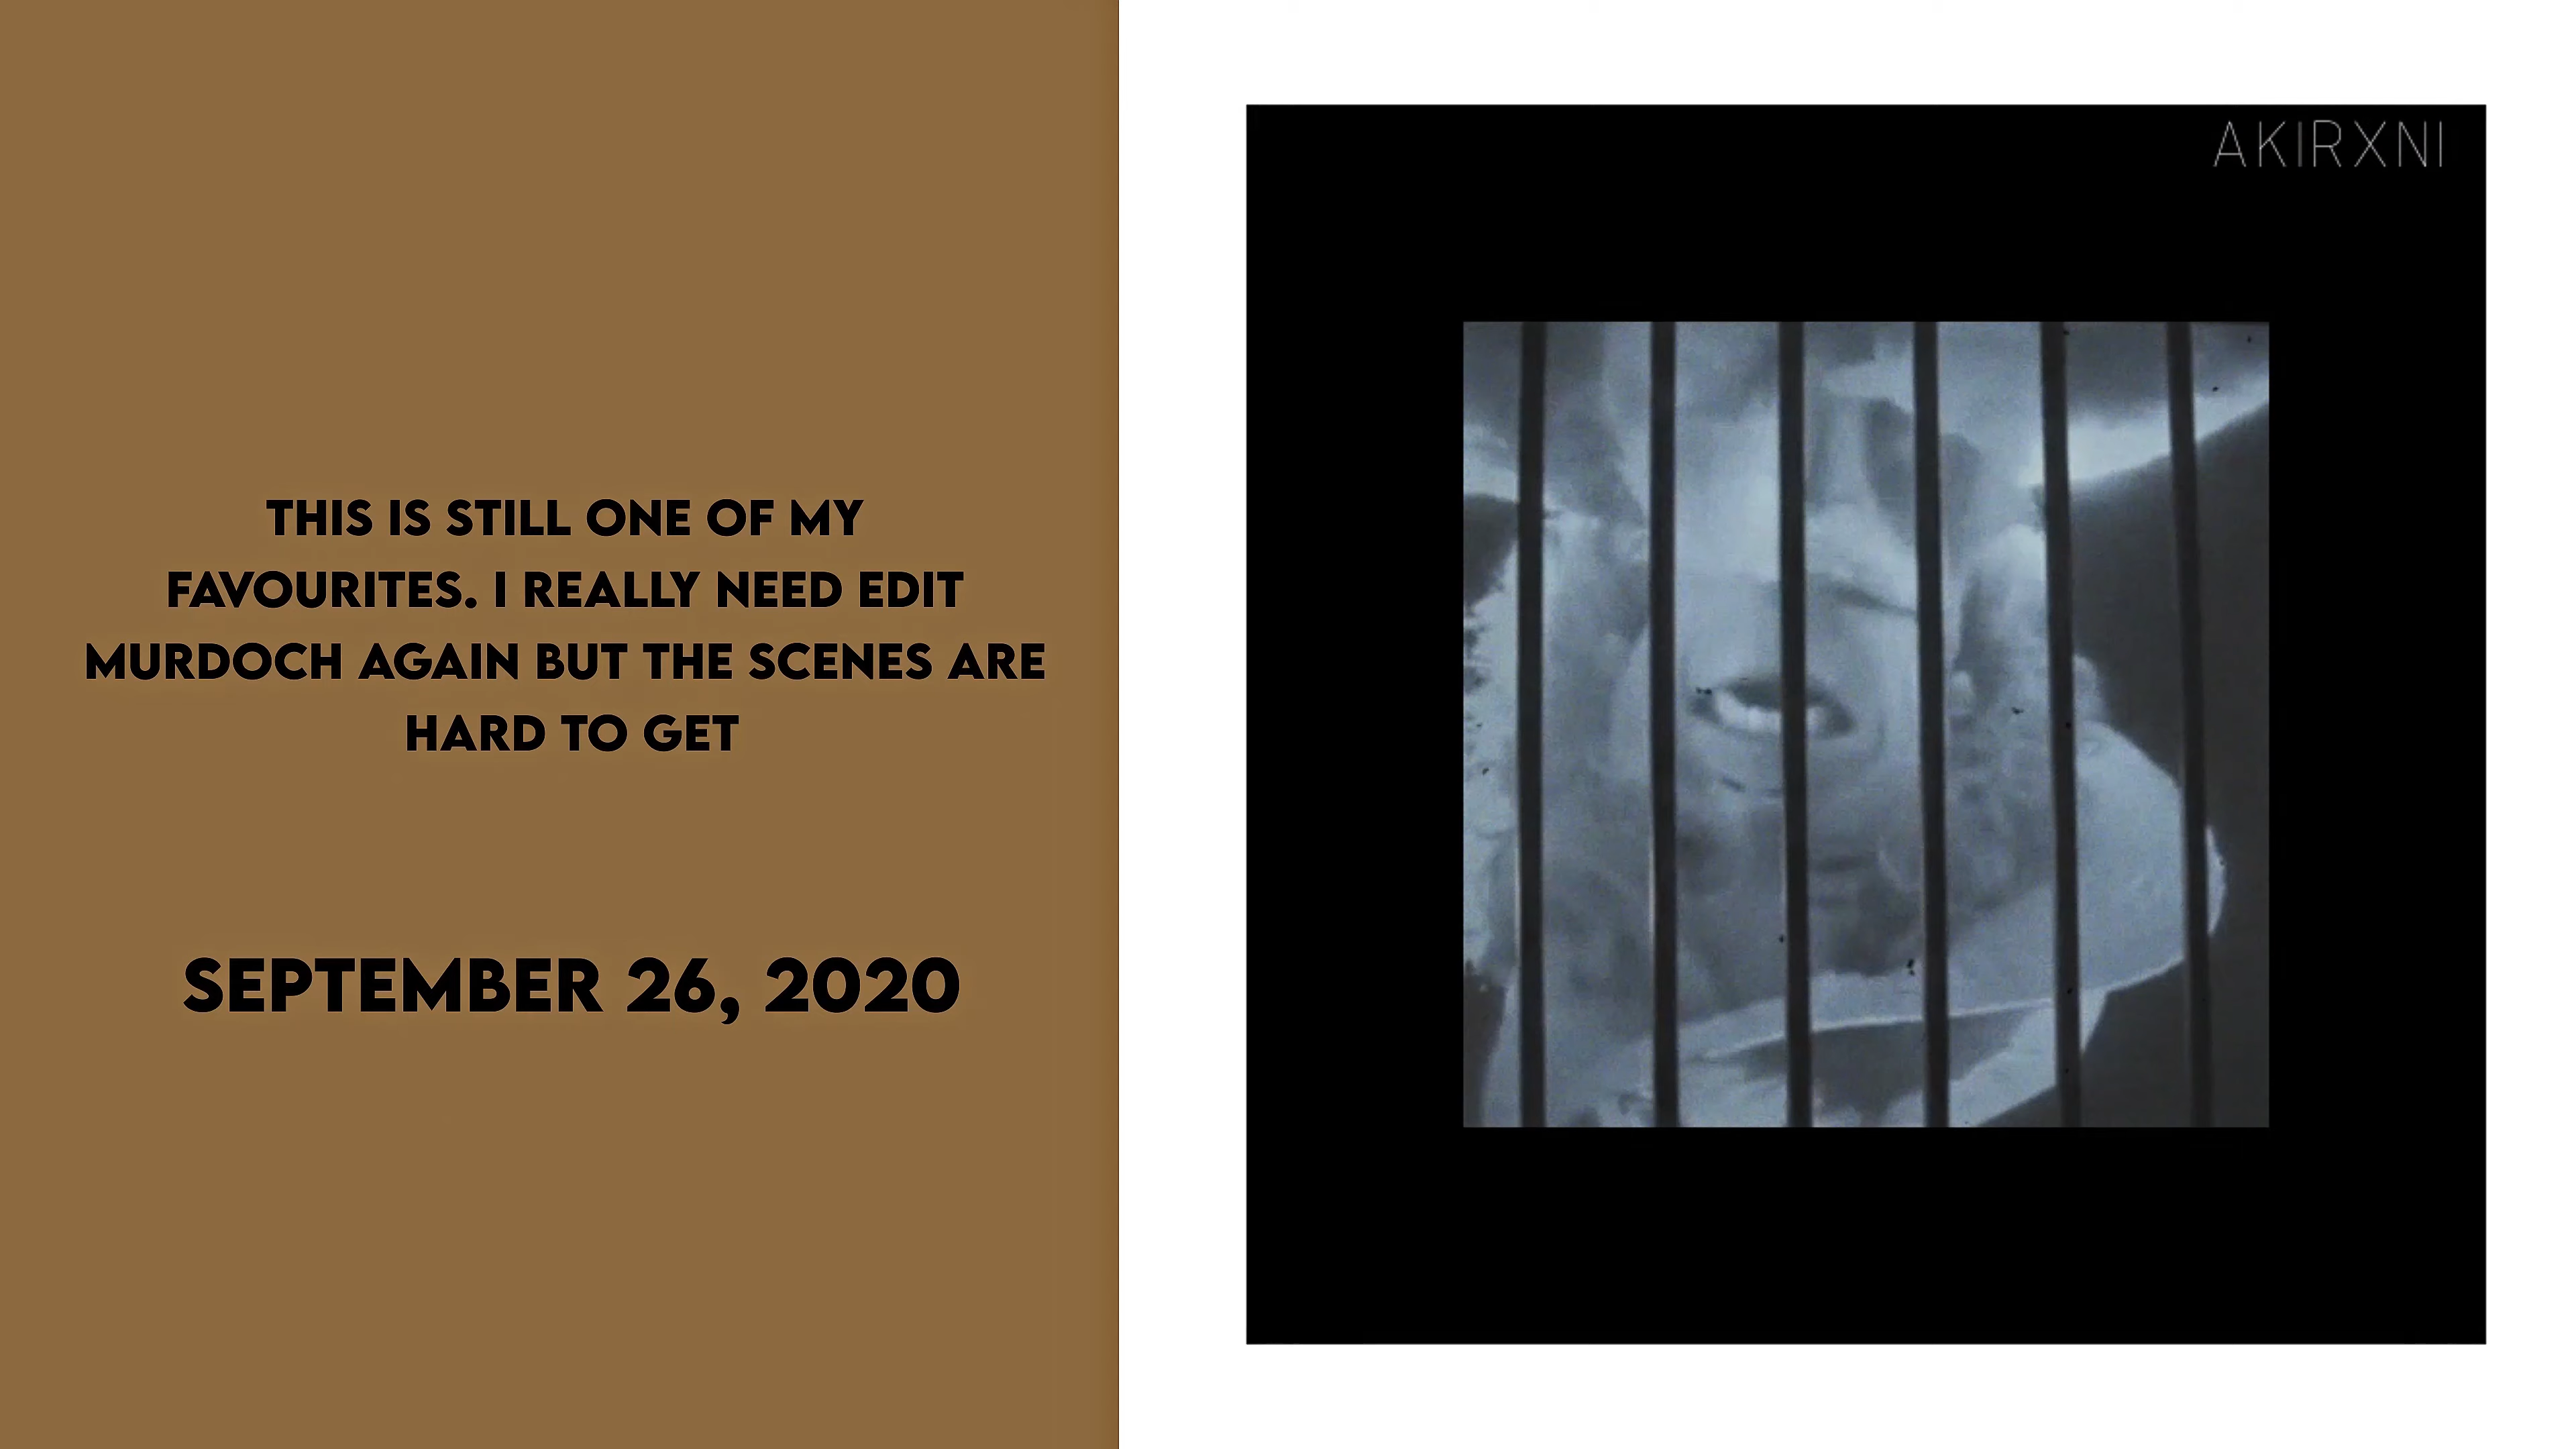 THIS IS STILL ONE OF MY
FAVOURITES. I REALLY NEED EDIT
MURDOCH AGAIN BUT THE SCENES ARE
HARD TO GET
SEPTEMBER 26, 2020
AKIRXNI